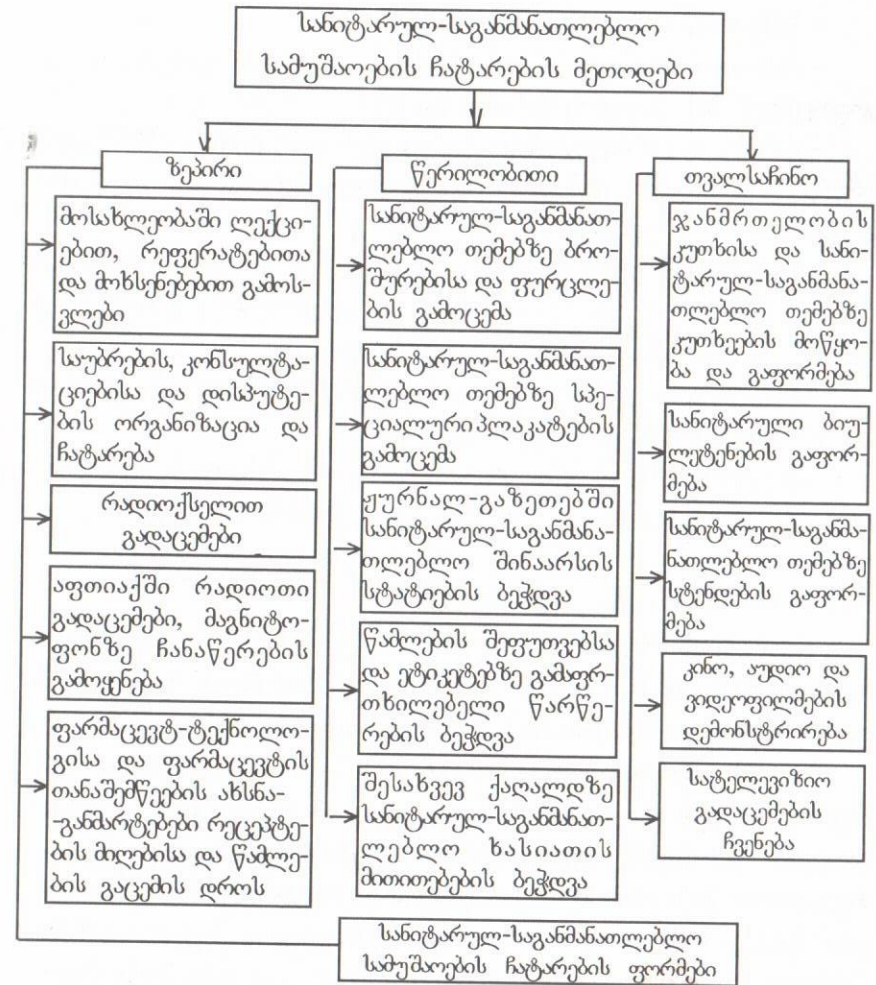 სანიტარულ-საგანმანათლებლო
სამუშაოების ჩატარების მეთოდები
ზეპირი
მოსახლეობაში ლექცი-
ებით, რეფერატებითა
და მოხსენებებით გამოს-
ვლები
საუბრების, კონსულტა-
ციებისა და დისპუტე-
ბის ორგანიზაცია და
ჩატარება
რადიოქსელით
გადაცემები
აფთიაქში რადიოთი
გადაცემები, მაგნიტო-
ფონზე ჩანაწერების
გამოყენება
ფარმაცევტ-ტექნოლო-
გისა და ფარმაცევტის
თანაშემწეების ახსნა-
-განმარტებები რეცეპტე-
ბის მიღებისა და წამლე-
ბის გაცემის დროს
წერილობითი
სანიტარულ-საგანმანათ-
ლებლო თემებზე ბრო-
შურებისა და ფურცლე-
ბის გამოცემა
სანიტარულ-საგანმანათ-
ლებლო თემებზე სპე-
ციალური პლაკატების
გამოცემა
ჟურნალ-გაზეთებში
სანიტარულ-საგანმანა-
თლებლო შინაარსის
სტატიების ბეჭდვა
წამლების შეფუთვებსა
და ეტიკეტებზე გამაფრ-
თხილებელი წარწე-
რების ბეჭდვა
შესახვევ ქაღალდზე
სანიტარულ-საგანმანათ-
ლებლო ხასიათის
მითითებების ბეჭდვა
თვალსაჩინო
ჯანმრთელობის
კუთხისა და სანი-
ტარულ-საგანმანა-
თლებლო თემებზე
კუთხეების მოწყო-
ბა და გაფორმება
სანიტარული ბიუ-
ლეტენების გაფორ-
მება
სანიტარულ-საგანმა-
ნათლებლო თემებზე
სტენდების გაფორ-
მება
კინო, აუდიო და
ვიდეოფილმების
დემონსტრირება
სატელევიზიო
გადაცემების
ჩვენება
სანიტარულ-საგანმანათლებლო
სამუშაოების ჩატარების ფორმები